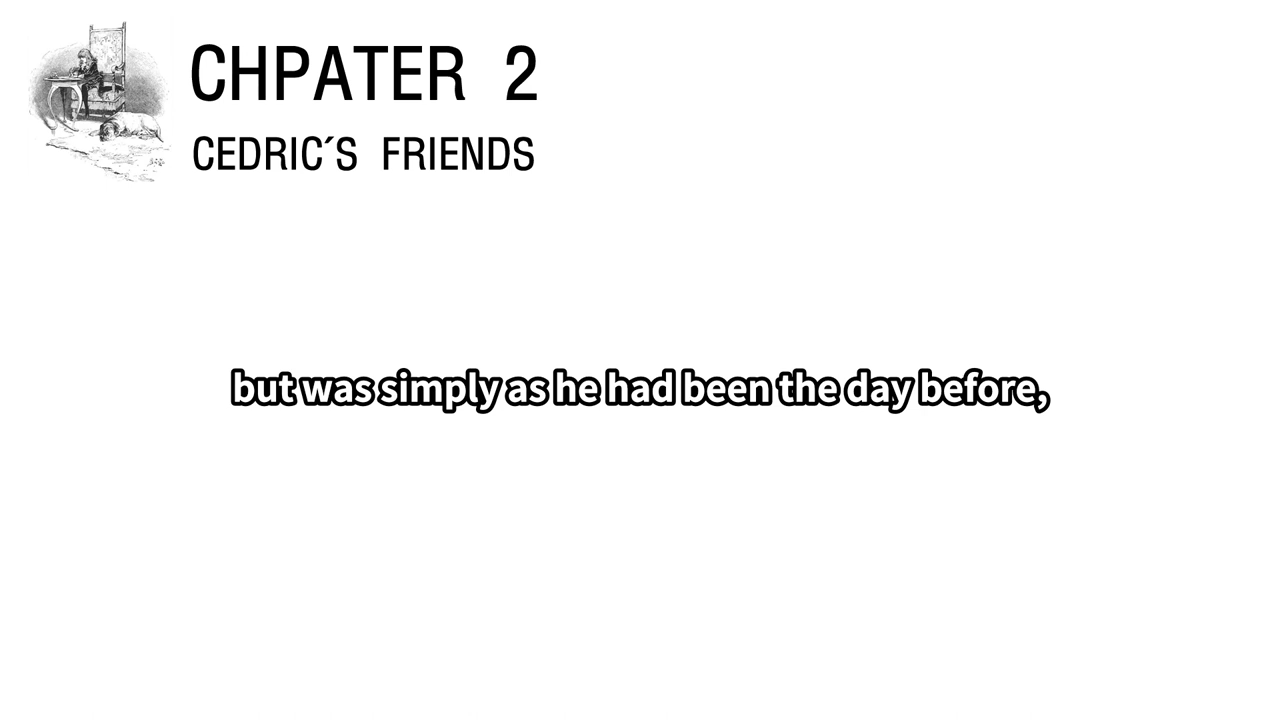 CHPATER 2
CEDRIC´S FRIENDS
but was simply as he had been the day before,